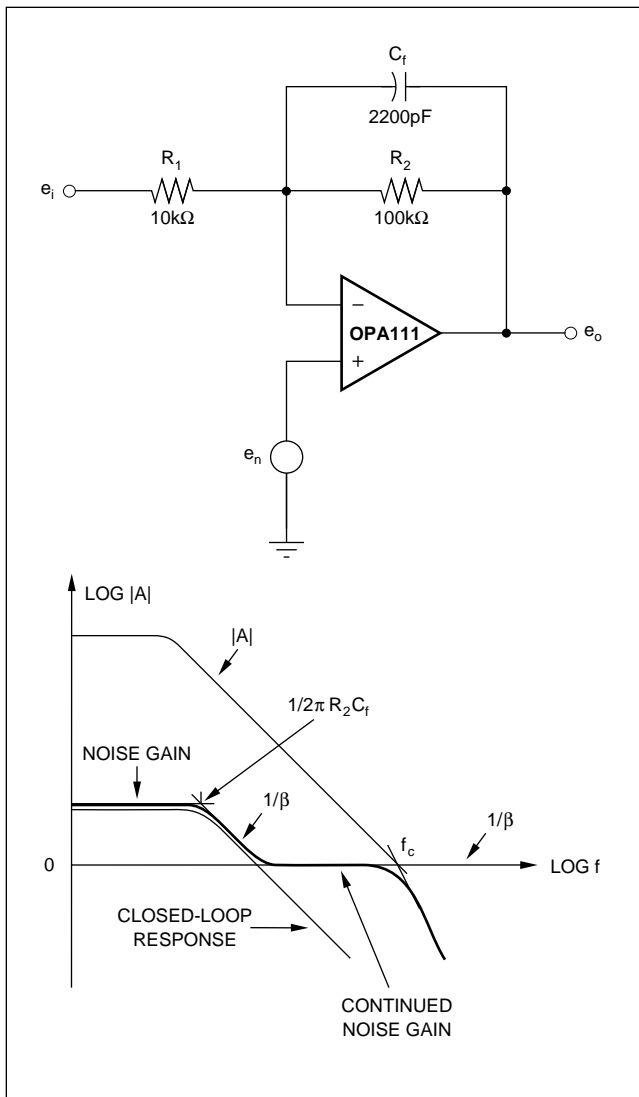 C_f
2200pF
R_1
R_2
e_i
10kΩ
100kΩ
−
OPA111
+
e_o
e_n
LOG |A|
|A|
1/2π R_2C_f
NOISE GAIN
1/β
f_c
1/β
0
LOG f
CLOSED-LOOP
RESPONSE
CONTINUED
NOISE GAIN